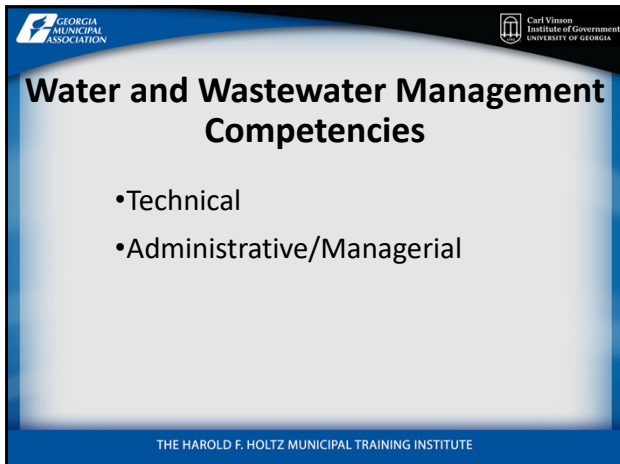 GEORGIA
MUNICIPAL
ASSOCIATION
Carl Vinson
Institute of Government
UNIVERSITY OF GEORGIA
Water and Wastewater Management
Competencies
•Technical
•Administrative/Managerial
THE HAROLD F. HOLTZ MUNICIPAL TRAINING INSTITUTE